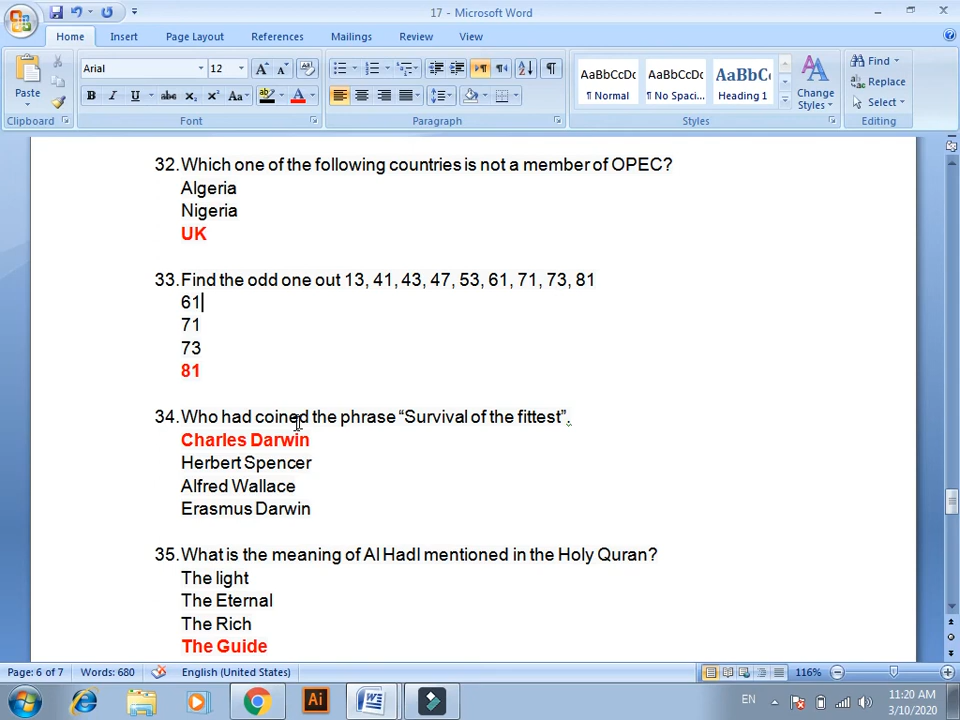 17 - Microsoft Word
Home Insert Page Layout References Mailings Review View
Paste
Clipboard
Arial 12
B I U abc X₂ X² Aa
Font
Paragraph
AaBbCcDc AaBbCcDc AaBbC
¶ Normal ¶ No Spaci... Heading 1
Change Styles
Styles
Find
Replace
Select
Editing
32. Which one of the following countries is not a member of OPEC?
Algeria
Nigeria
UK
33. Find the odd one out 13, 41, 43, 47, 53, 61, 71, 73, 81
61
71
73
81
34. Who had coined the phrase “Survival of the fittest”.
Charles Darwin
Herbert Spencer
Alfred Wallace
Erasmus Darwin
35. What is the meaning of Al HadI mentioned in the Holy Quran?
The light
The Eternal
The Rich
The Guide
Page: 6 of 7 Words: 680 English (United States) 116%
Ai
EN
11:20 AM
3/10/2020